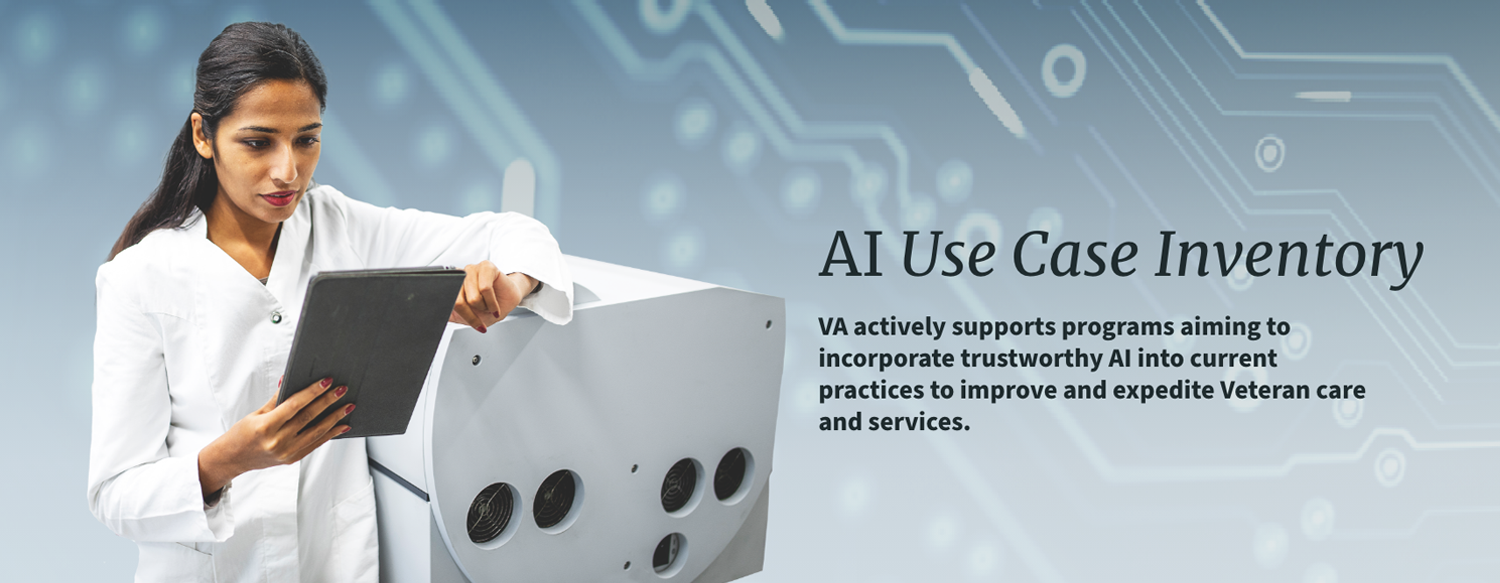 AI Use Case Inventory
VA actively supports programs aiming to
incorporate trustworthy AI into current
practices to improve and expedite Veteran care
and services.